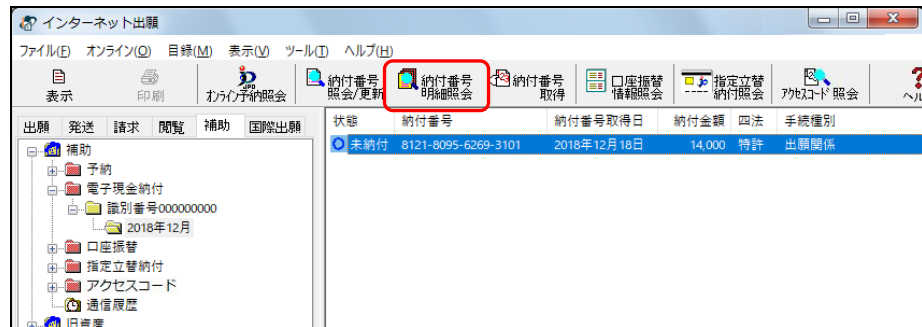 インターネット出願
ファイル(F) オンライン(O) 目録(M) 表示(V) ツール(T) ヘルプ(H)
表示
印刷
オンライン予納照会
納付番号
照会/更新
納付番号
明細照会
納付番号
取得
口座振替
情報照会
指定立替
納付照会
アクセスコード照会
出願 発送 請求 閲覧 補助 国際出願
状態 納付番号 納付番号取得日 納付金額 四法 手続種別
未納付 8121-8095-6269-3101 2018年12月18日 14,000 特許 出願関係
補助
予納
電子現金納付
識別番号000000000
2018年12月
口座振替
指定立替納付
アクセスコード
通信履歴
旧資産